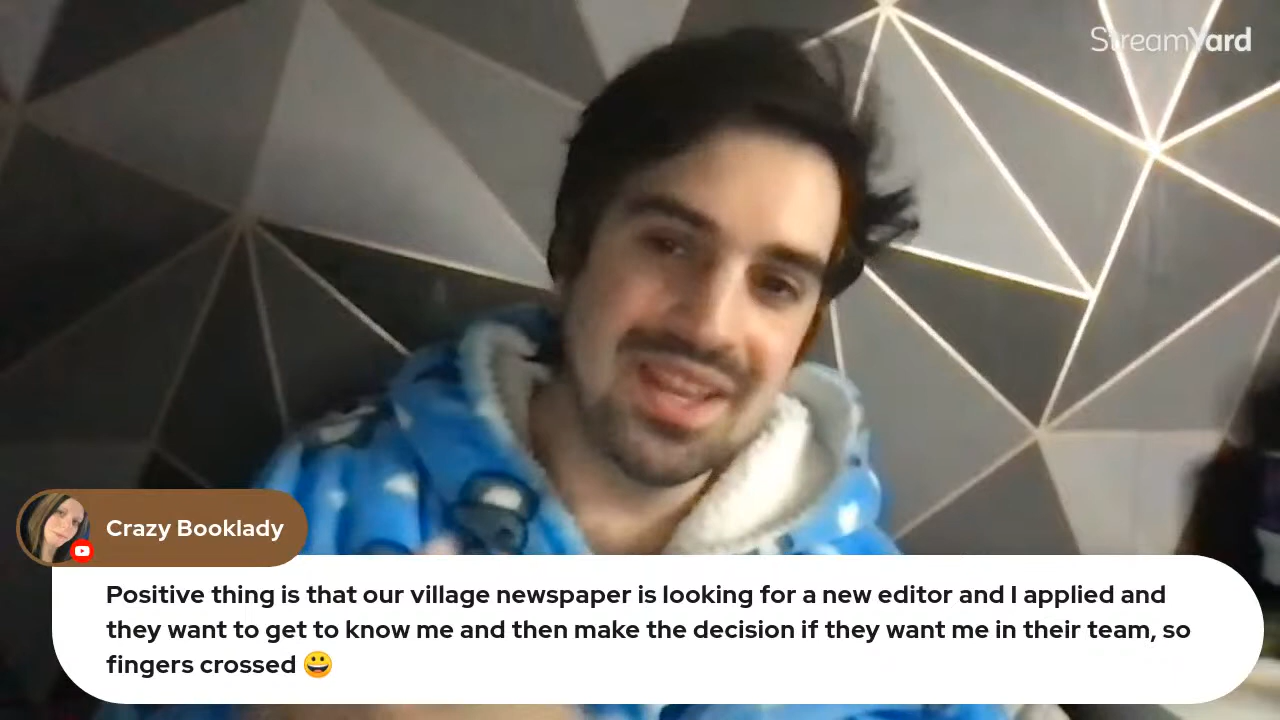 StreamYard
Crazy Booklady
Positive thing is that our village newspaper is looking for a new editor and I applied and
they want to get to know me and then make the decision if they want me in their team, so
fingers crossed 😀